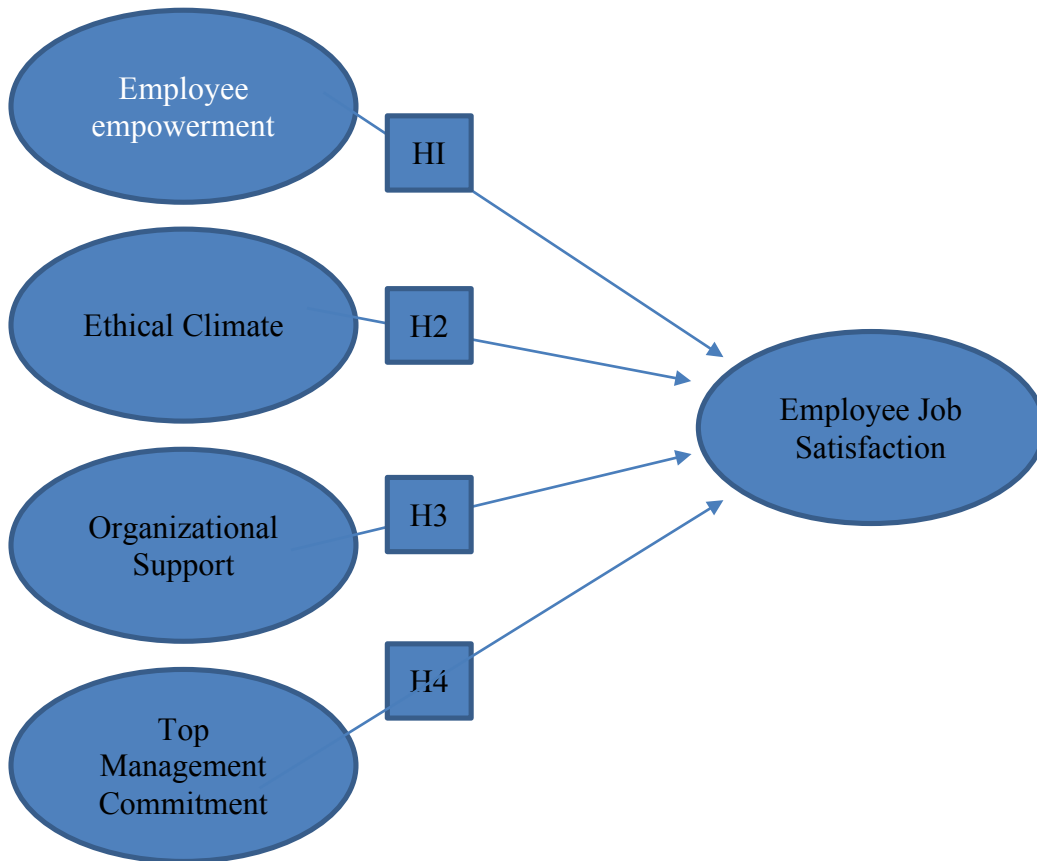 Employee
empowerment
HI
Ethical Climate
H2
Organizational
Support
H3
Top
Management
Commitment
H4
Employee Job
Satisfaction